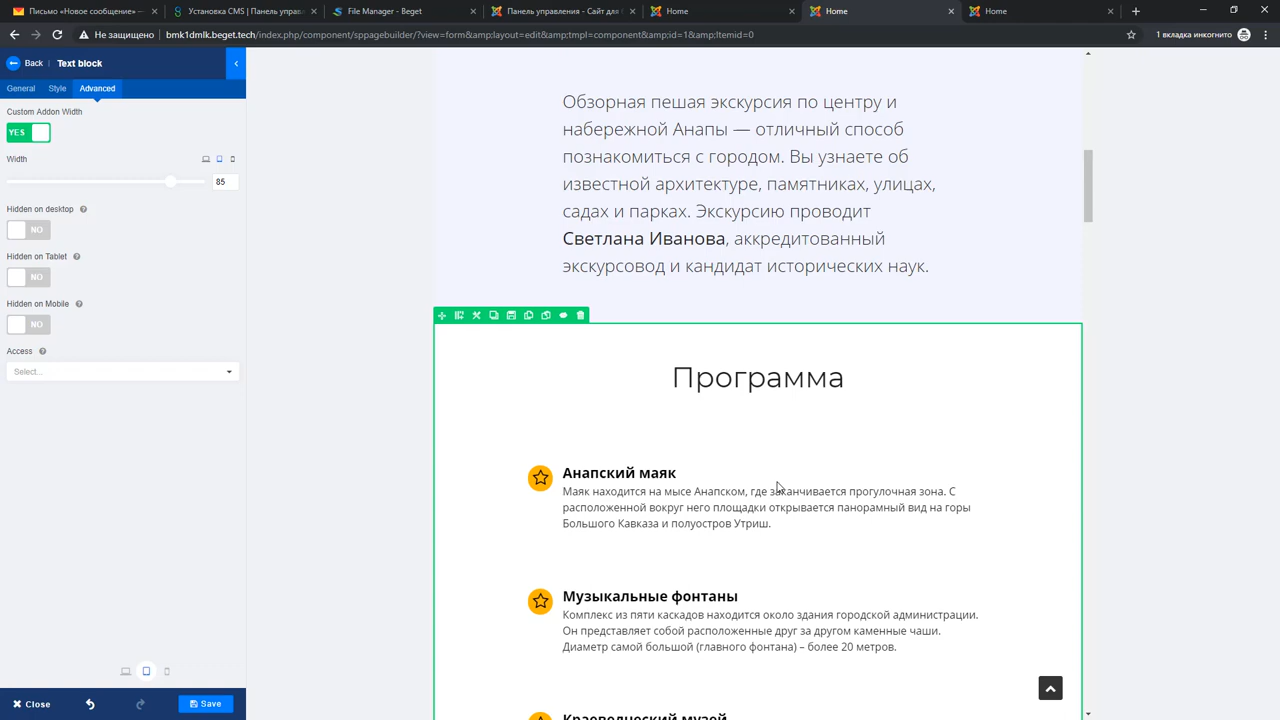 Письмо «Новое сообщение» —
Установка CMS | Панель управ
File Manager - Beget
Панель управления - Сайт для
Home
Home
Home
Не защищено
bmk1dmlk.beget.tech/index.php/component/sppagebuilder/?view=form&amp;layout=edit&amp;tmpl=component&amp;id=1&amp;Itemid=0
1 вкладка инкогнито
Back
Text block
General
Style
Advanced
Custom Addon Width
YES
Width
85
Hidden on desktop
NO
Hidden on Tablet
NO
Hidden on Mobile
NO
Access
Select...
Close
Save
Обзорная пешая экскурсия по центру и
набережной Анапы — отличный способ
познакомиться с городом. Вы узнаете об
известной архитектуре, памятниках, улицах,
садах и парках. Экскурсию проводит
Светлана Иванова, аккредитованный
экскурсовод и кандидат исторических наук.
Программа
Анапский маяк
Маяк находится на мысе Анапском, где заканчивается прогулочная зона. С
расположенной вокруг него площадки открывается панорамный вид на горы
Большого Кавказа и полуостров Утриш.
Музыкальные фонтаны
Комплекс из пяти каскадов находится около здания городской администрации.
Он представляет собой расположенные друг за другом каменные чаши.
Диаметр самой большой (главного фонтана) – более 20 метров.
Краеведческий музей